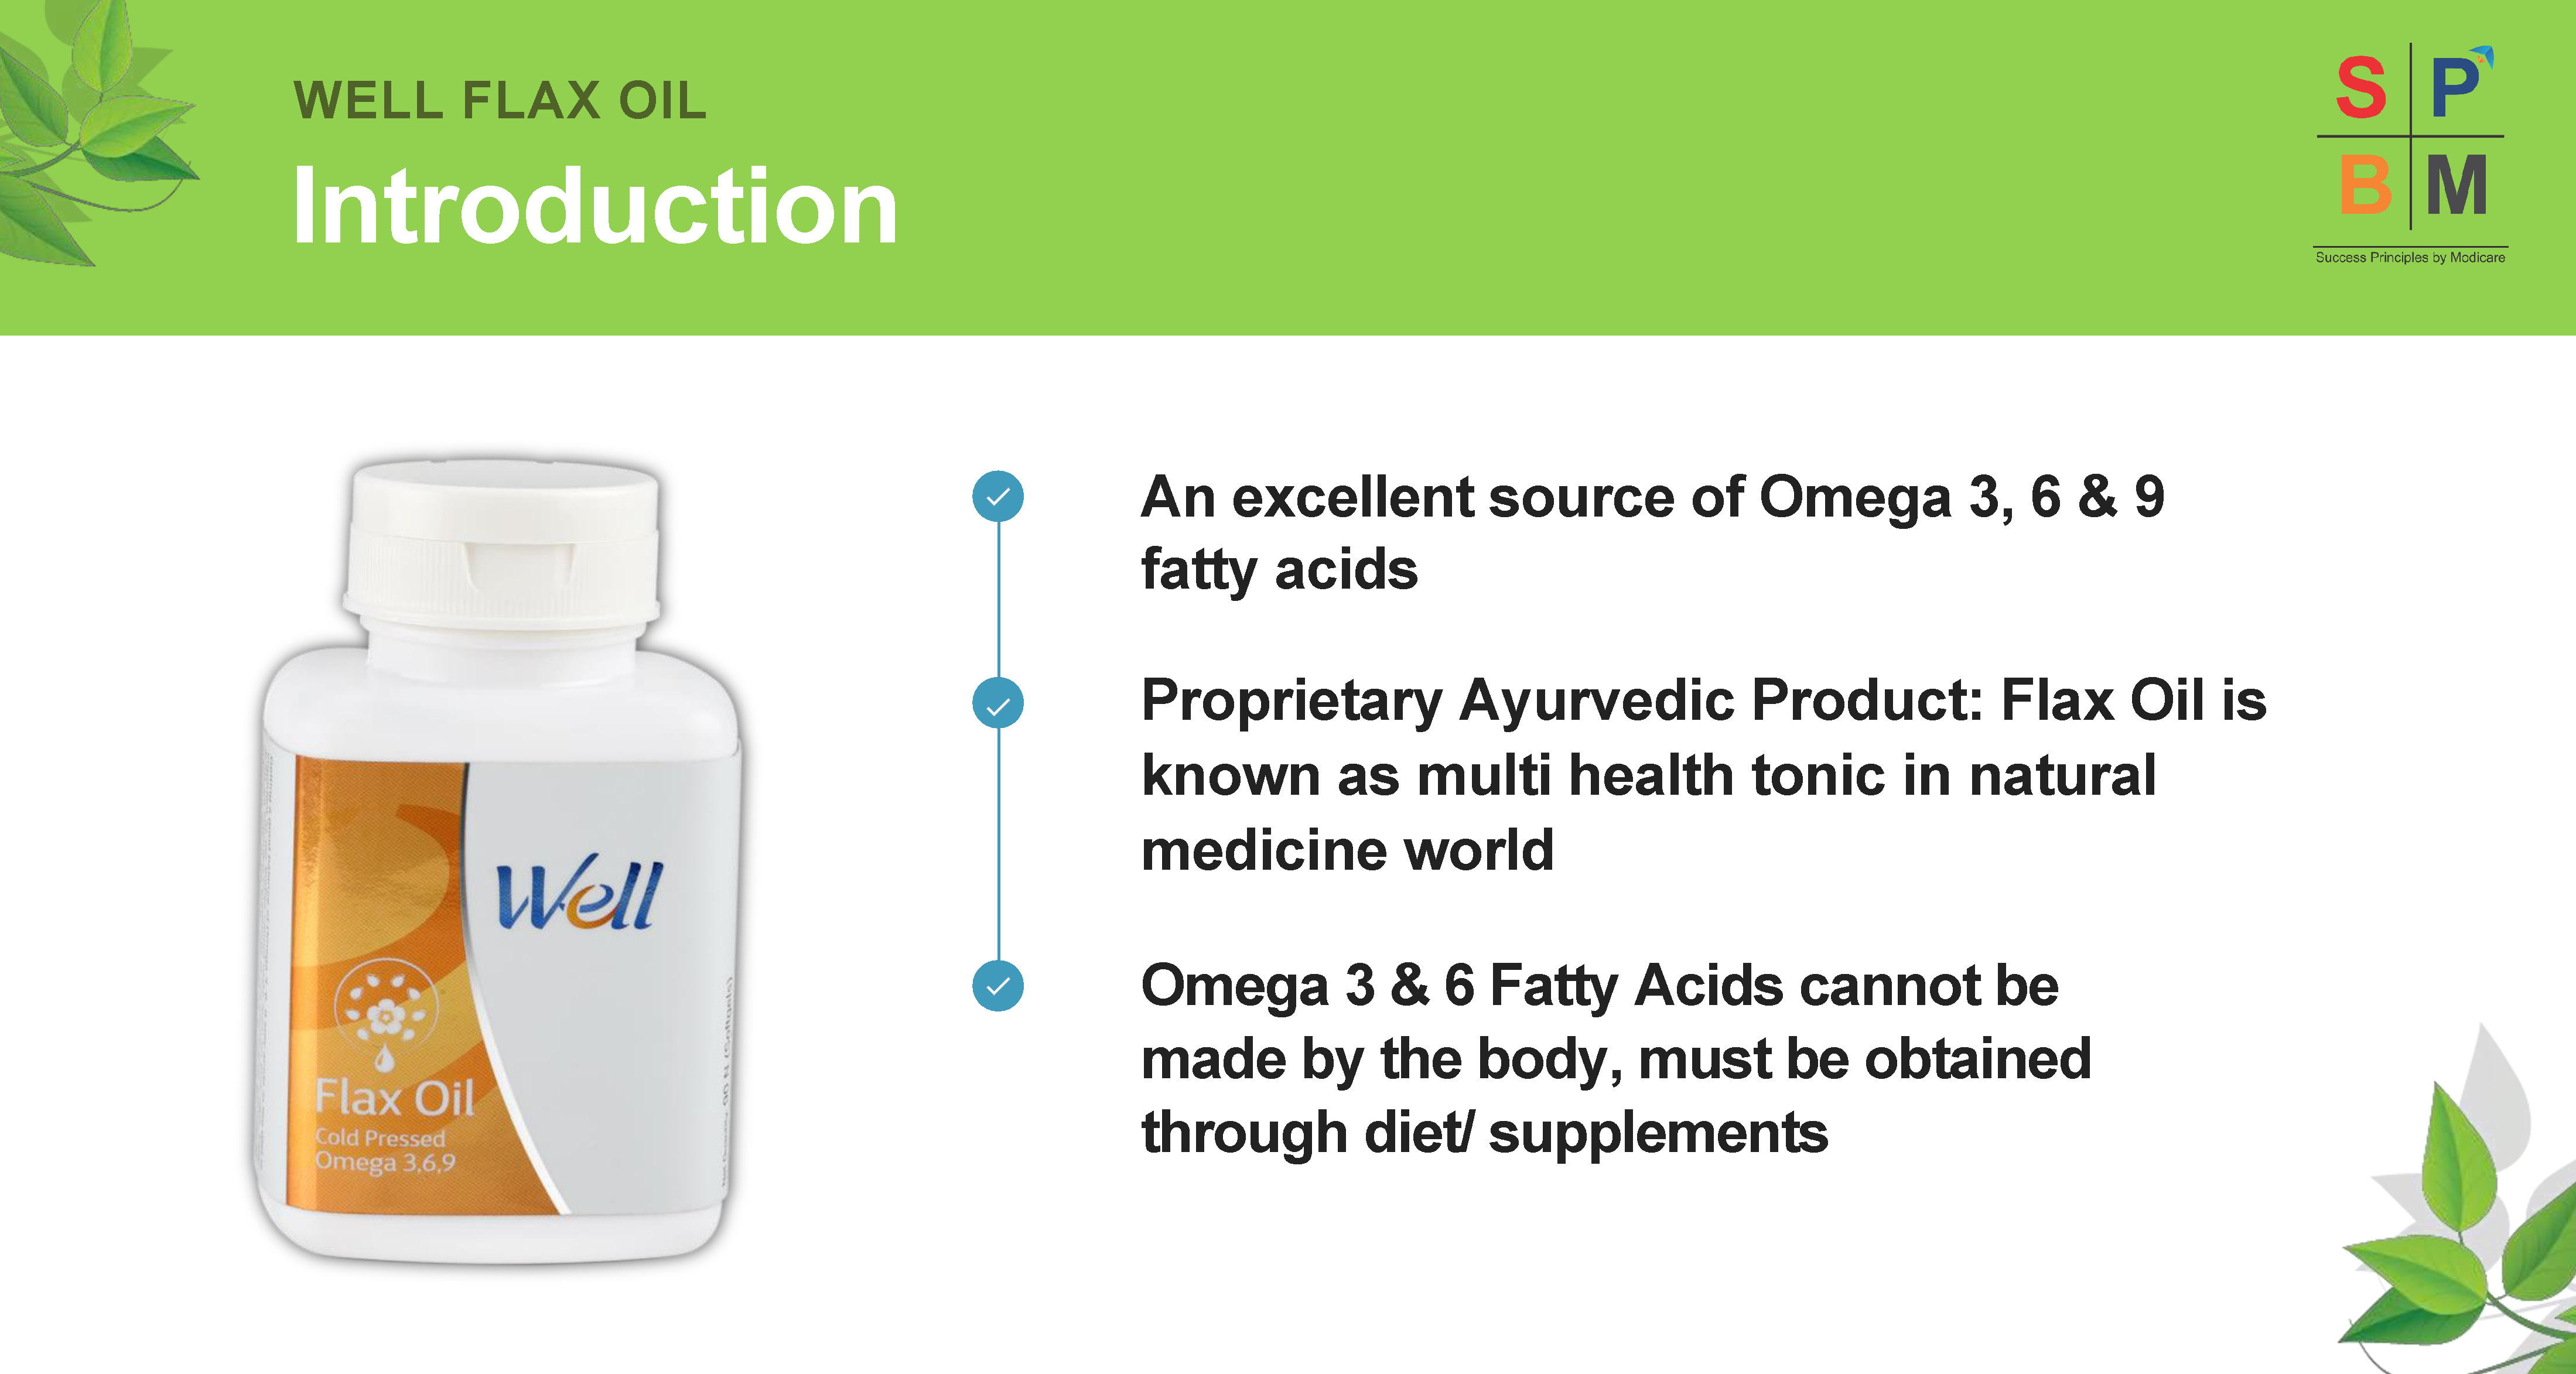 WELL FLAX OIL
Introduction
S P
B M
Success Principles by Modicare
An excellent source of Omega 3, 6 & 9
fatty acids
Proprietary Ayurvedic Product: Flax Oil is
known as multi health tonic in natural
medicine world
Omega 3 & 6 Fatty Acids cannot be
made by the body, must be obtained
through diet/ supplements
Well
Flax Oil
Cold Pressed
Omega 3,6,9